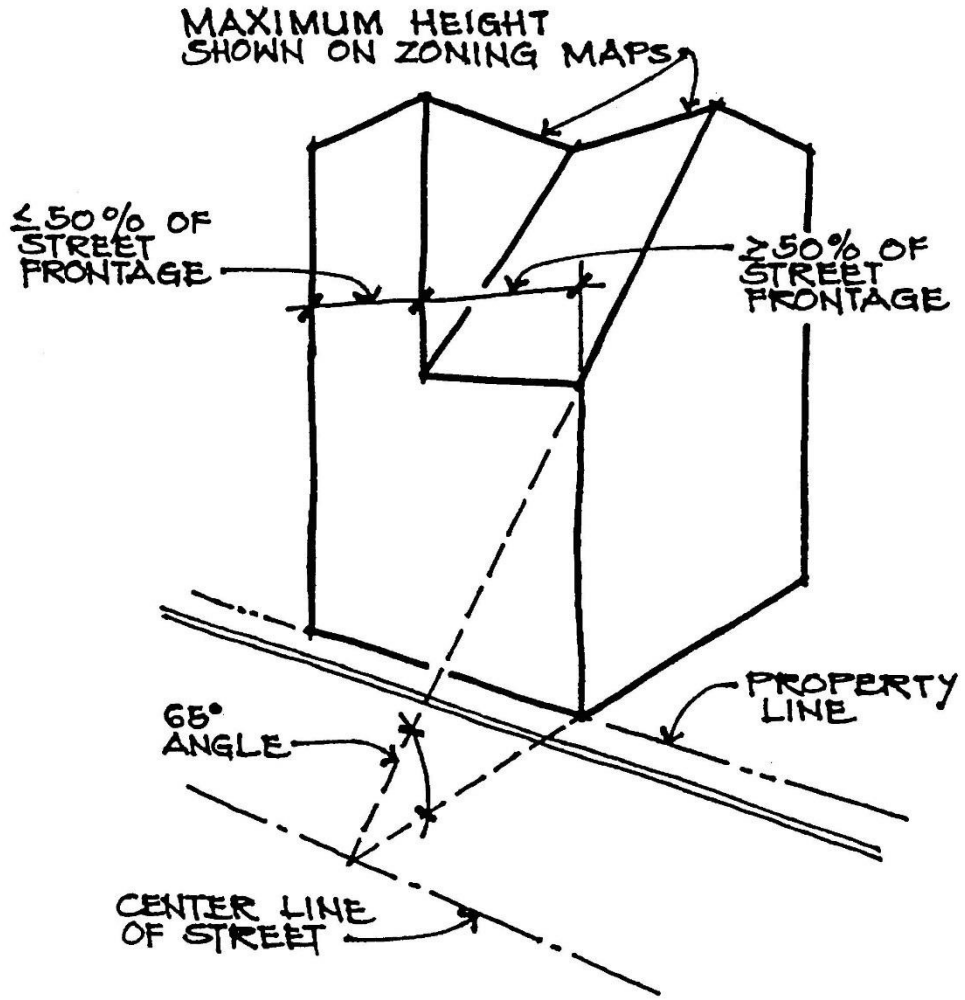 MAXIMUM HEIGHT
SHOWN ON ZONING MAPS
≤50% OF
STREET
FRONTAGE
≥50% OF
STREET
FRONTAGE
65°
ANGLE
PROPERTY
LINE
CENTER LINE
OF STREET